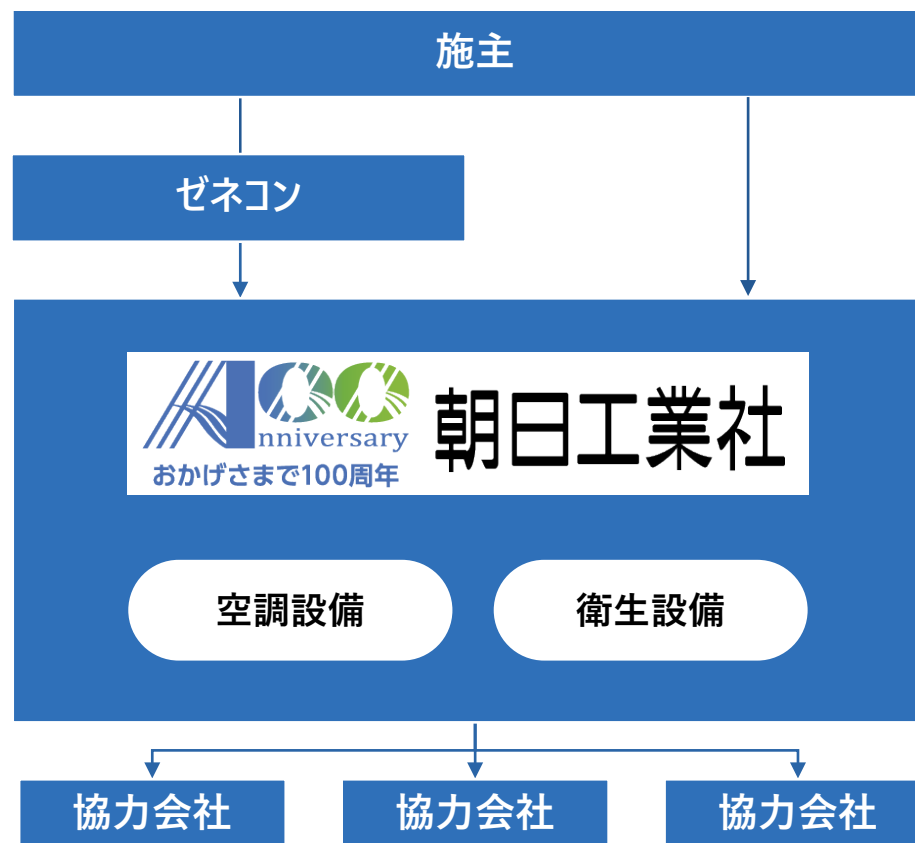 施主
ゼネコン
A100
nniversary
おかげさまで100周年
朝日工業社
空調設備
衛生設備
協力会社
協力会社
協力会社